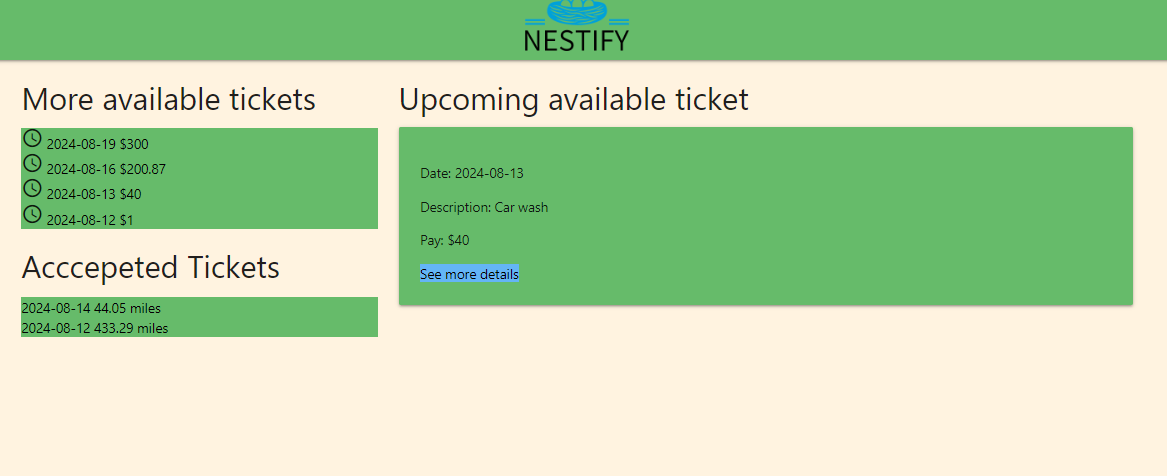 NESTIFY
More available tickets
2024-08-19 $300
2024-08-16 $200.87
2024-08-13 $40
2024-08-12 $1
Acccepeted Tickets
2024-08-14 44.05 miles
2024-08-12 433.29 miles
Upcoming available ticket
Date: 2024-08-13
Description: Car wash
Pay: $40
See more details